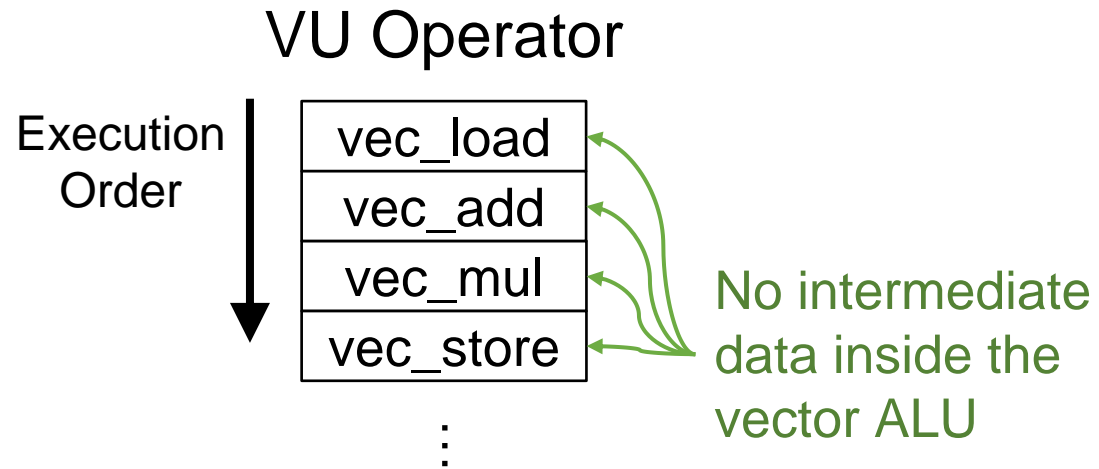 VU Operator
Execution
Order
vec_load
vec_add
vec_mul
vec_store
⋮
No intermediate
data inside the
vector ALU